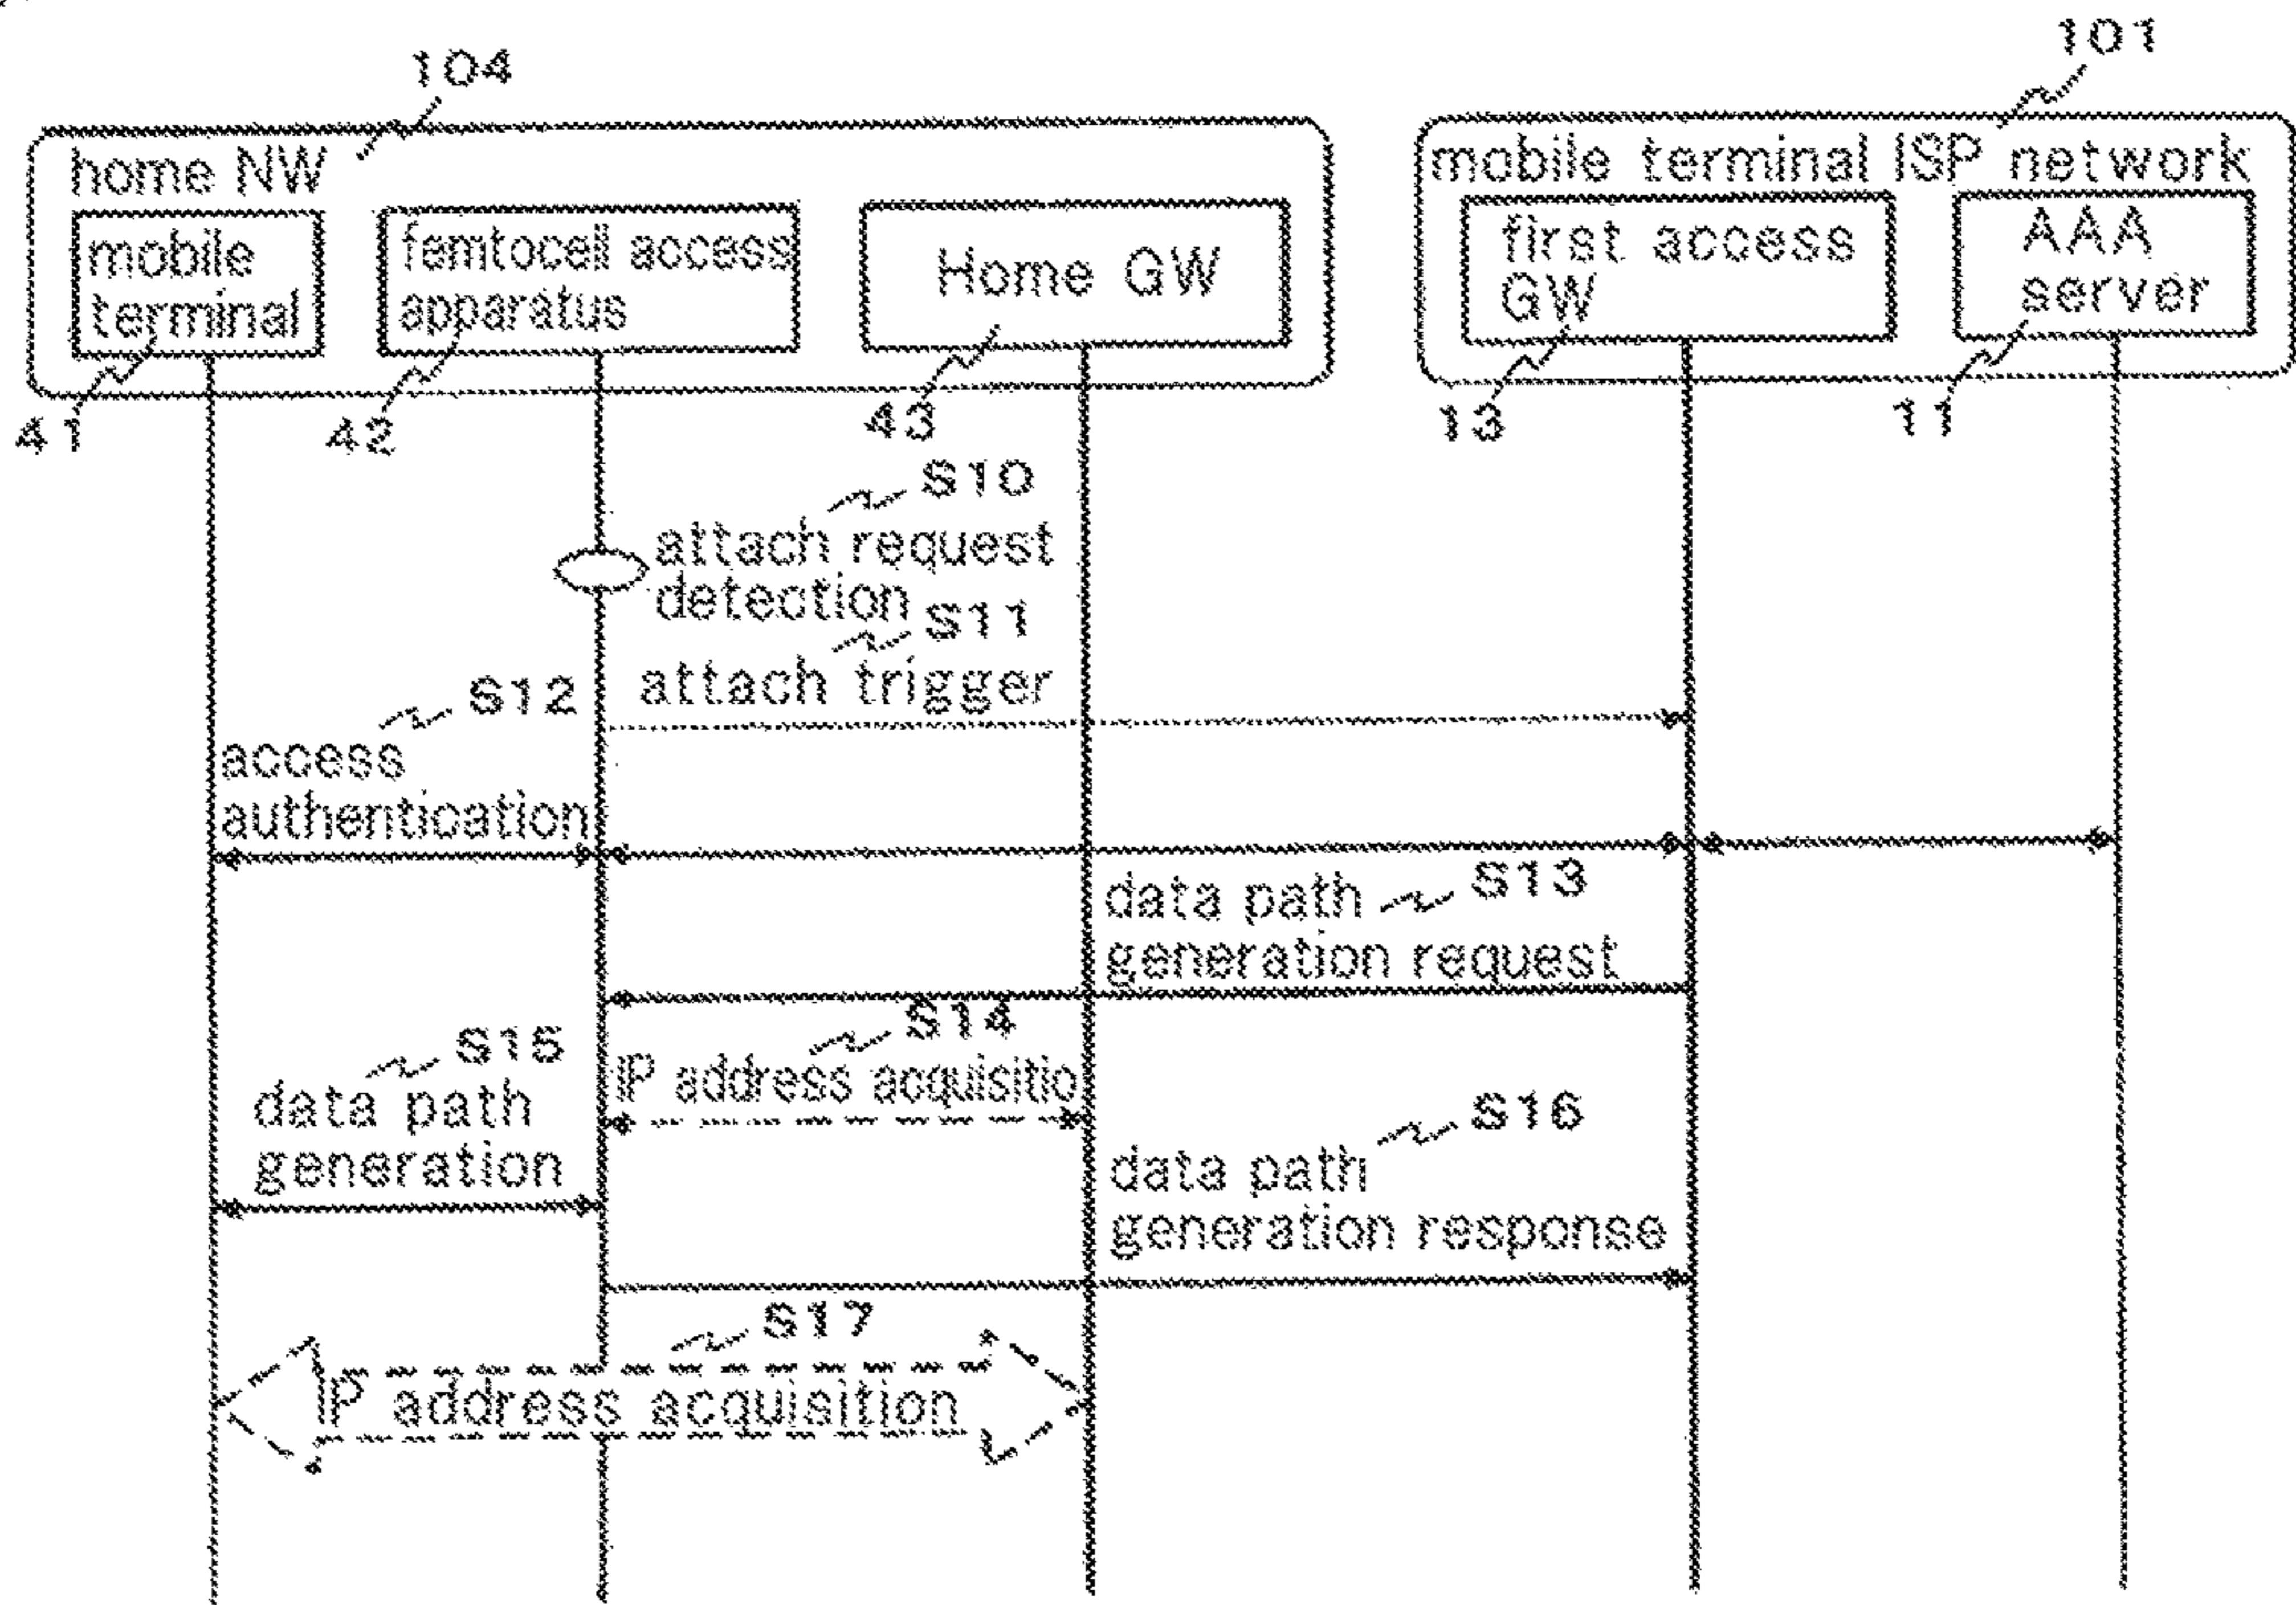 104
101
home NW
mobile terminal ISP network
mobile
terminal
femtocell access
apparatus
Home GW
first access
GW
AAA
server
41
42
43
13
11
S10
attach request
detection
S11
attach trigger
S12
access
authentication
S13
data path
generation request
S14
IP address acquisitio
S15
data path
generation
S16
data path
generation response
S17
IP address acquisition